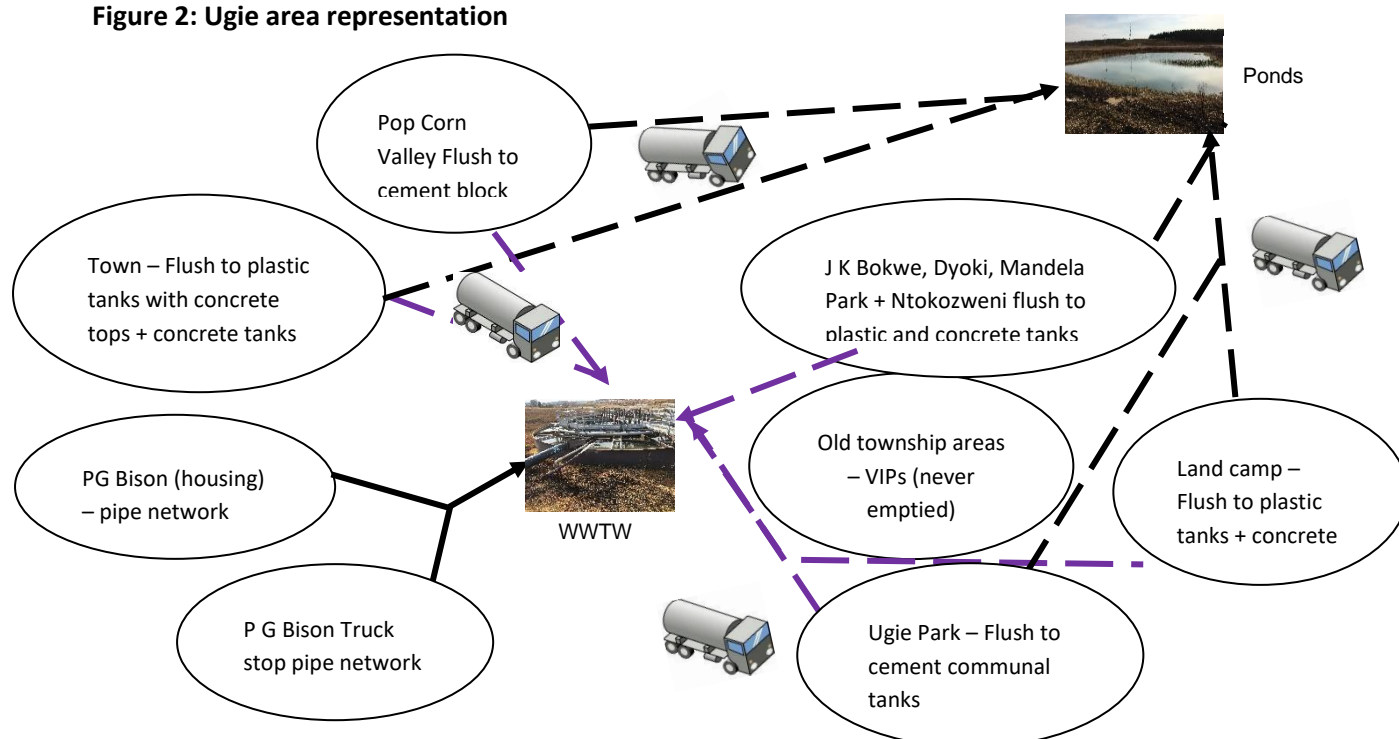 Figure 2: Ugie area representation
Ponds
Pop Corn
Valley Flush to
cement block
Town – Flush to plastic
tanks with concrete
tops + concrete tanks
J K Bokwe, Dyoki, Mandela
Park + Ntokozweni flush to
plastic and concrete tanks
PG Bison (housing)
– pipe network
WWTW
Old township areas
– VIPs (never
emptied)
Land camp –
Flush to plastic
tanks + concrete
P G Bison Truck
stop pipe network
Ugie Park – Flush to
cement communal
tanks